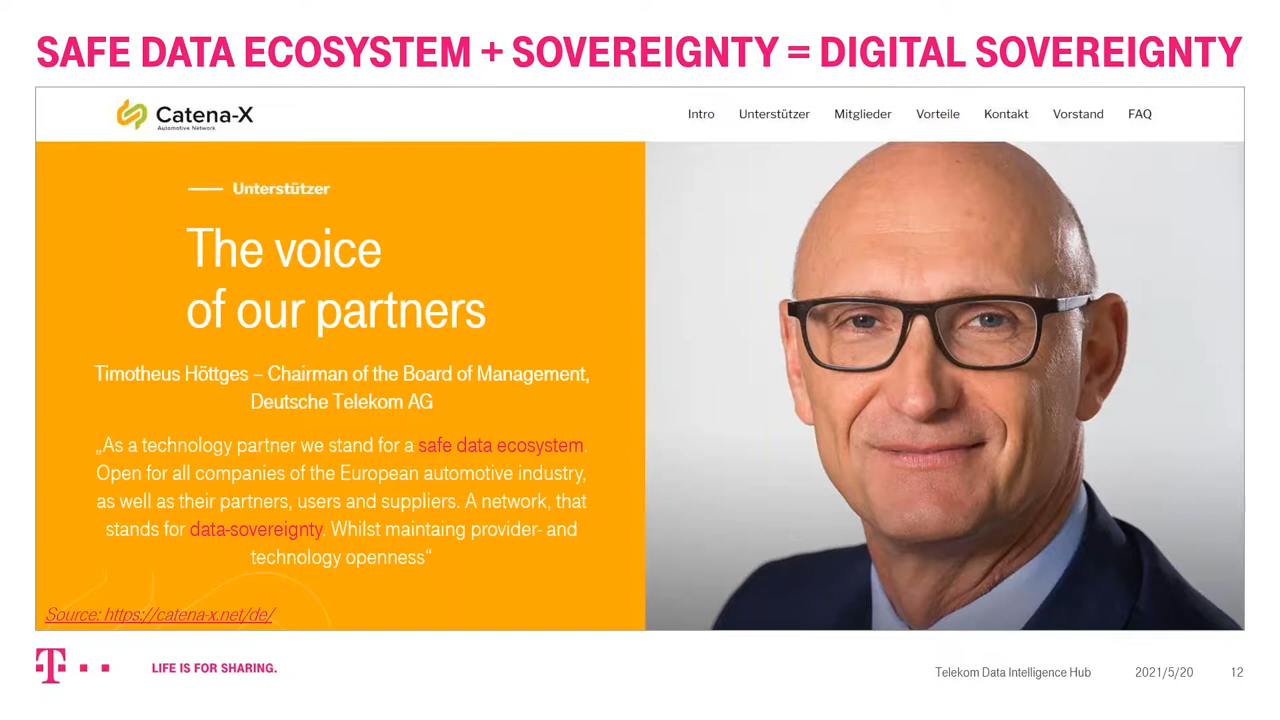 SAFE DATA ECOSYSTEM + SOVEREIGNTY = DIGITAL SOVEREIGNTY
Catena-X
Automotive Network
Intro Unterstützer Mitglieder Vorteile Kontakt Vorstand FAQ
Unterstützer
The voice
of our partners
Timotheus Höttges – Chairman of the Board of Management,
Deutsche Telekom AG
„As a technology partner we stand for a safe data ecosystem.
Open for all companies of the European automotive industry,
as well as their partners, users and suppliers. A network, that
stands for data-sovereignty. Whilst maintaing provider- and
technology openness“
Source: https://catena-x.net/de/
T LIFE IS FOR SHARING.
Telekom Data Intelligence Hub 2021/5/20 12